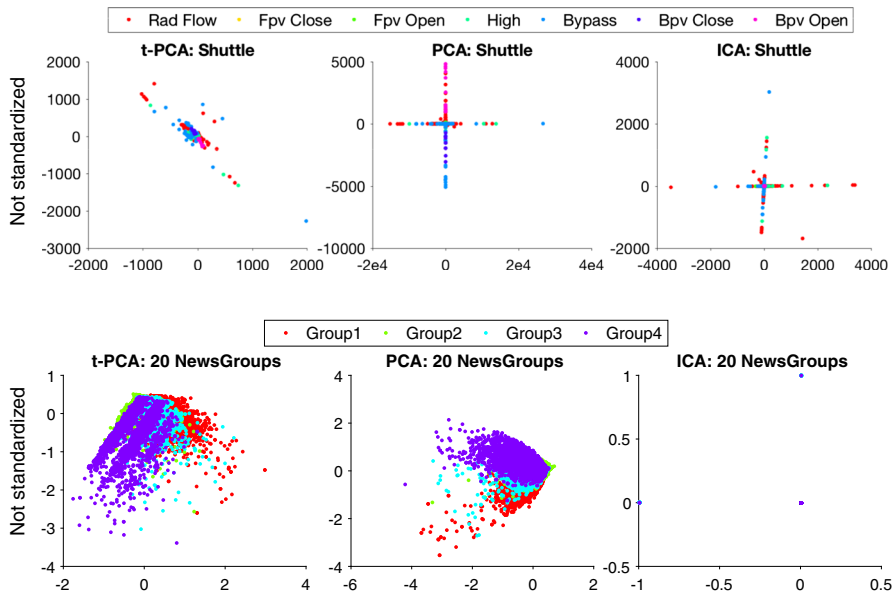 Rad Flow Fpv Close Fpv Open High Bypass Bpv Close Bpv Open
t-PCA: Shuttle PCA: Shuttle ICA: Shuttle
Not standardized
2000
1000
0
-1000
-2000
-3000
-2000 -1000 0 1000 2000
5000
0
-5000
-10000
-2e4 0 2e4 4e4
4000
2000
0
-2000
-4000 -2000 0 2000 4000
Group1 Group2 Group3 Group4
t-PCA: 20 NewsGroups PCA: 20 NewsGroups ICA: 20 NewsGroups
Not standardized
1
0
-1
-2
-3
-4
-2 0 2 4
4
2
0
-2
-4
-6 -4 -2 0 2
1
0.5
0
-0.5
-1 -0.5 0 0.5